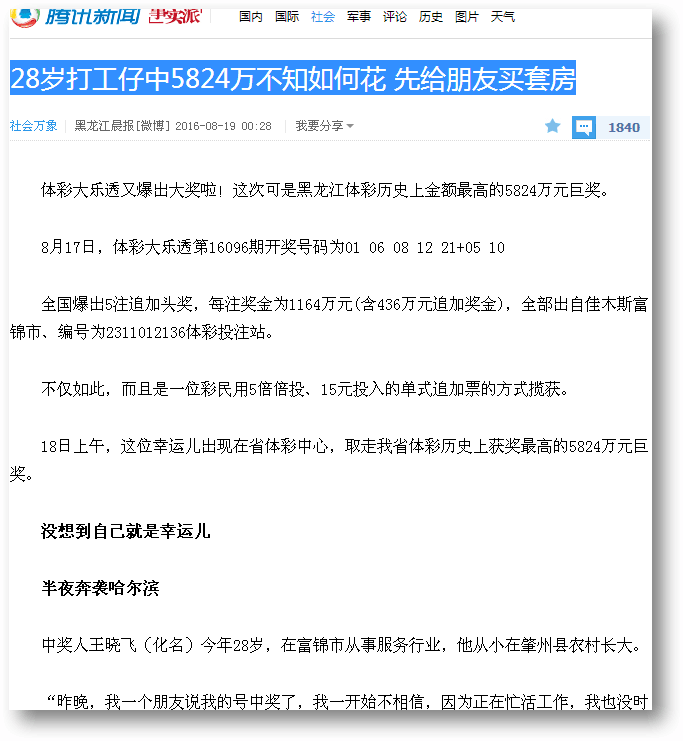 腾讯新闻 事实派 国内 国际 社会 军事 评论 历史 图片 天气
28岁打工仔中5824万不知如何花 先给朋友买套房
社会万象 黑龙江晨报[微博] 2016-08-19 00:28 我要分享 1840
体彩大乐透又爆出大奖啦！这次可是黑龙江体彩历史上金额最高的5824万元巨奖。
8月17日，体彩大乐透第16096期开奖号码为01 06 08 12 21+05 10
全国爆出5注追加头奖，每注奖金为1164万元(含436万元追加奖金)，全部出自佳木斯富
锦市、编号为2311012136体彩投注站。
不仅如此，而且是一位彩民用5倍倍投、15元投入的单式追加票的方式揽获。
18日上午，这位幸运儿出现在省体彩中心，取走我省体彩历史上获奖最高的5824万元巨
奖。
没想到自己就是幸运儿
半夜奔袭哈尔滨
中奖人王晓飞（化名）今年28岁，在富锦市从事服务行业，他从小在肇州县农村长大。
“昨晚，我一个朋友说我的号中奖了，我一开始不相信，因为正在忙活工作，我也没时